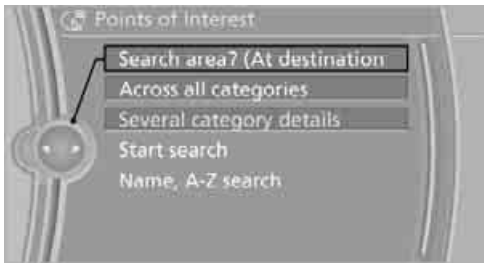 Points of Interest
Search area? (At destination
Across all categories
Several category details
Start search
Name, A-Z search